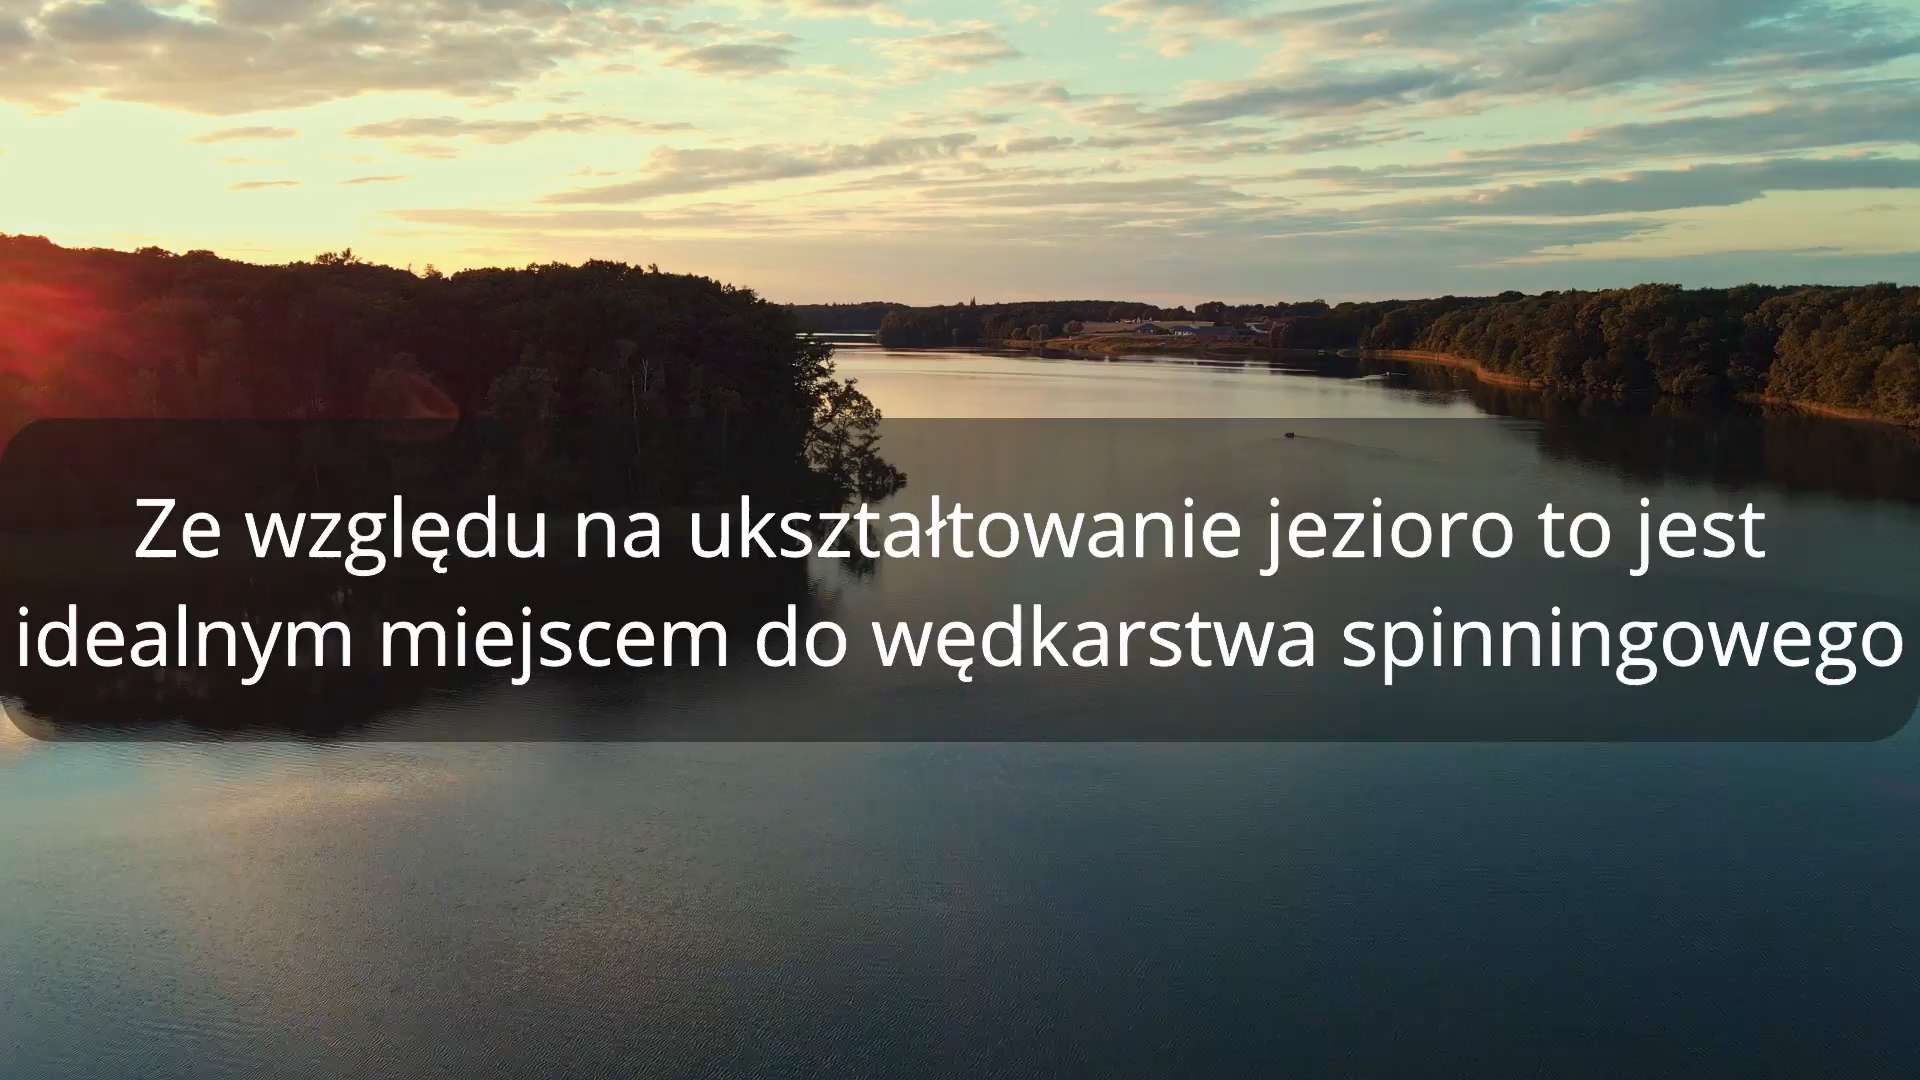 Ze względu na ukształtowanie jezioro to jest
idealnym miejscem do wędkarstwa spinningowego